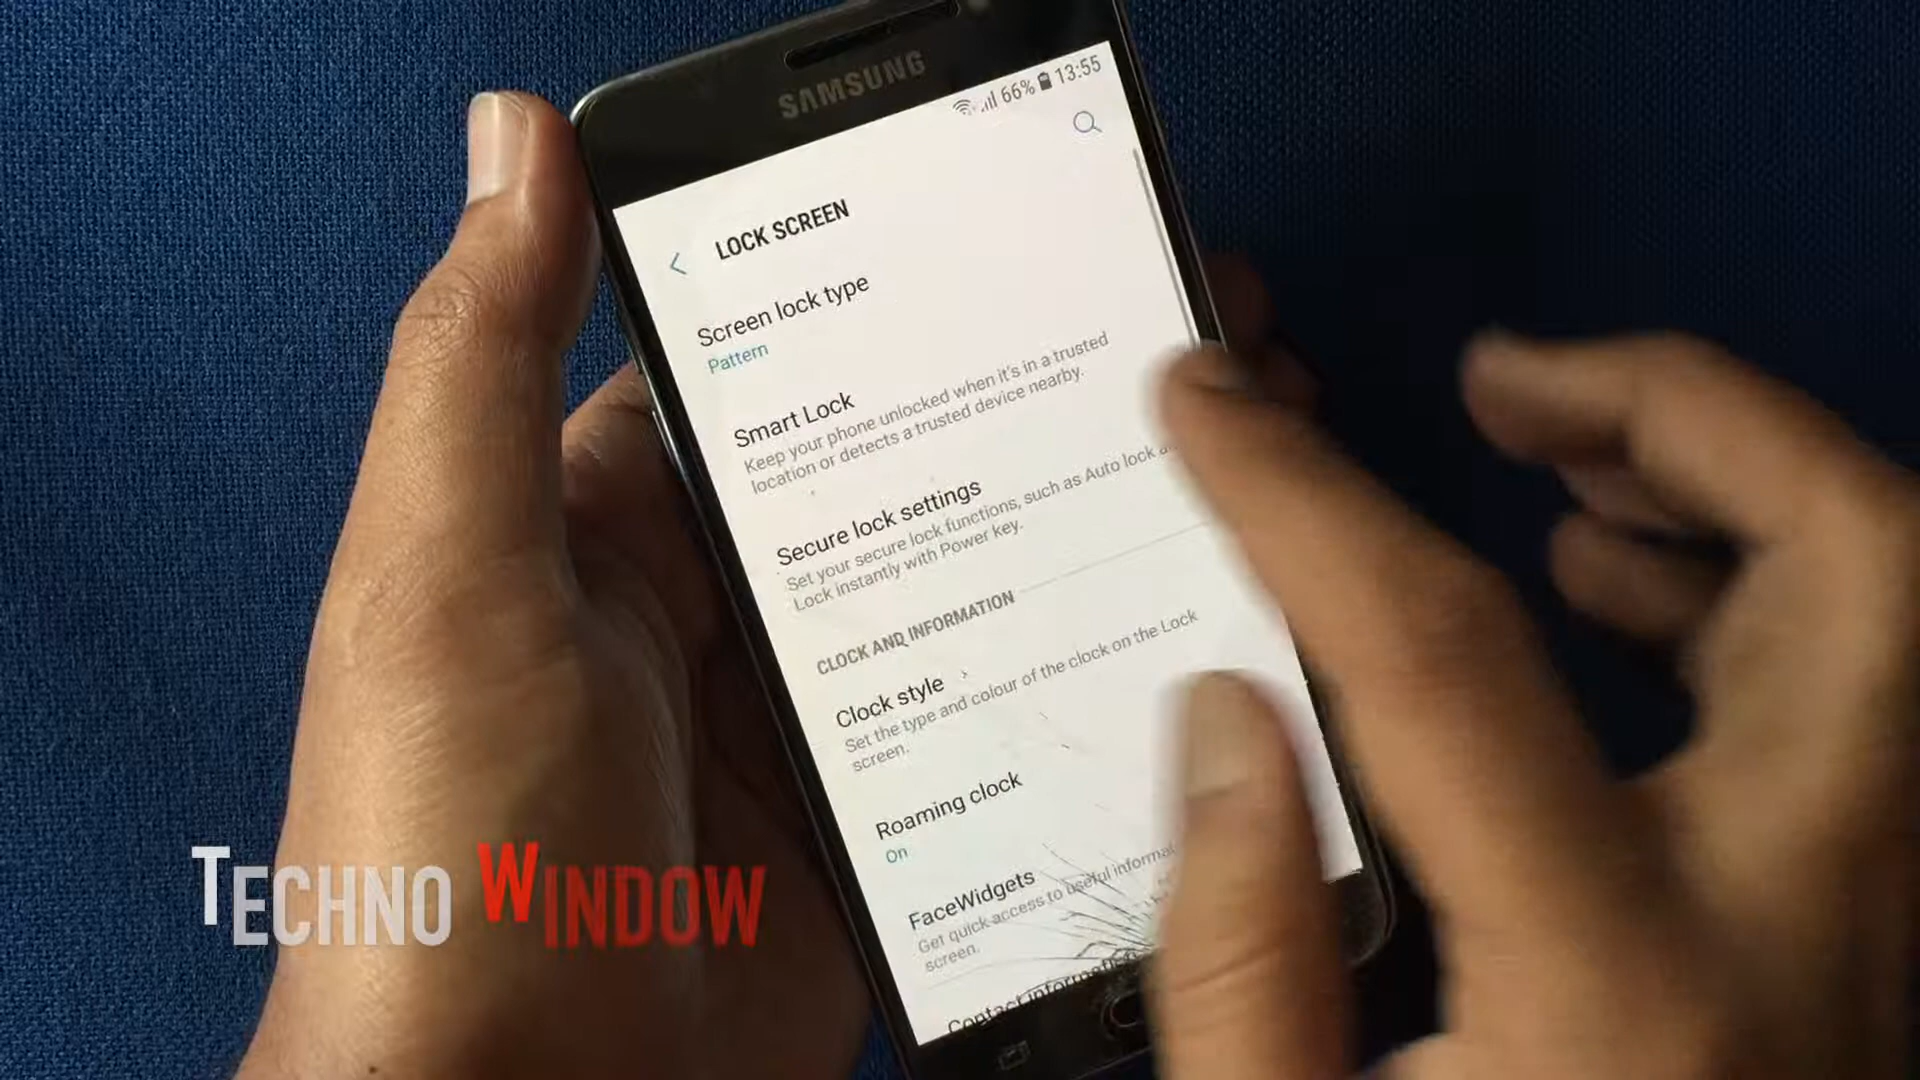 SAMSUNG
66% 13:55
LOCK SCREEN
Screen lock type
Pattern
Smart Lock
Keep your phone unlocked when it's in a trusted
location or detects a trusted device nearby.
Secure lock settings
Set your secure lock functions, such as Auto lock
Lock instantly with Power key.
CLOCK AND INFORMATION
Clock style
Set the type and colour of the clock on the Lock
screen.
Roaming clock
On
FaceWidgets
Get quick access to useful
screen.
Contact information
TECHNO WINDOW